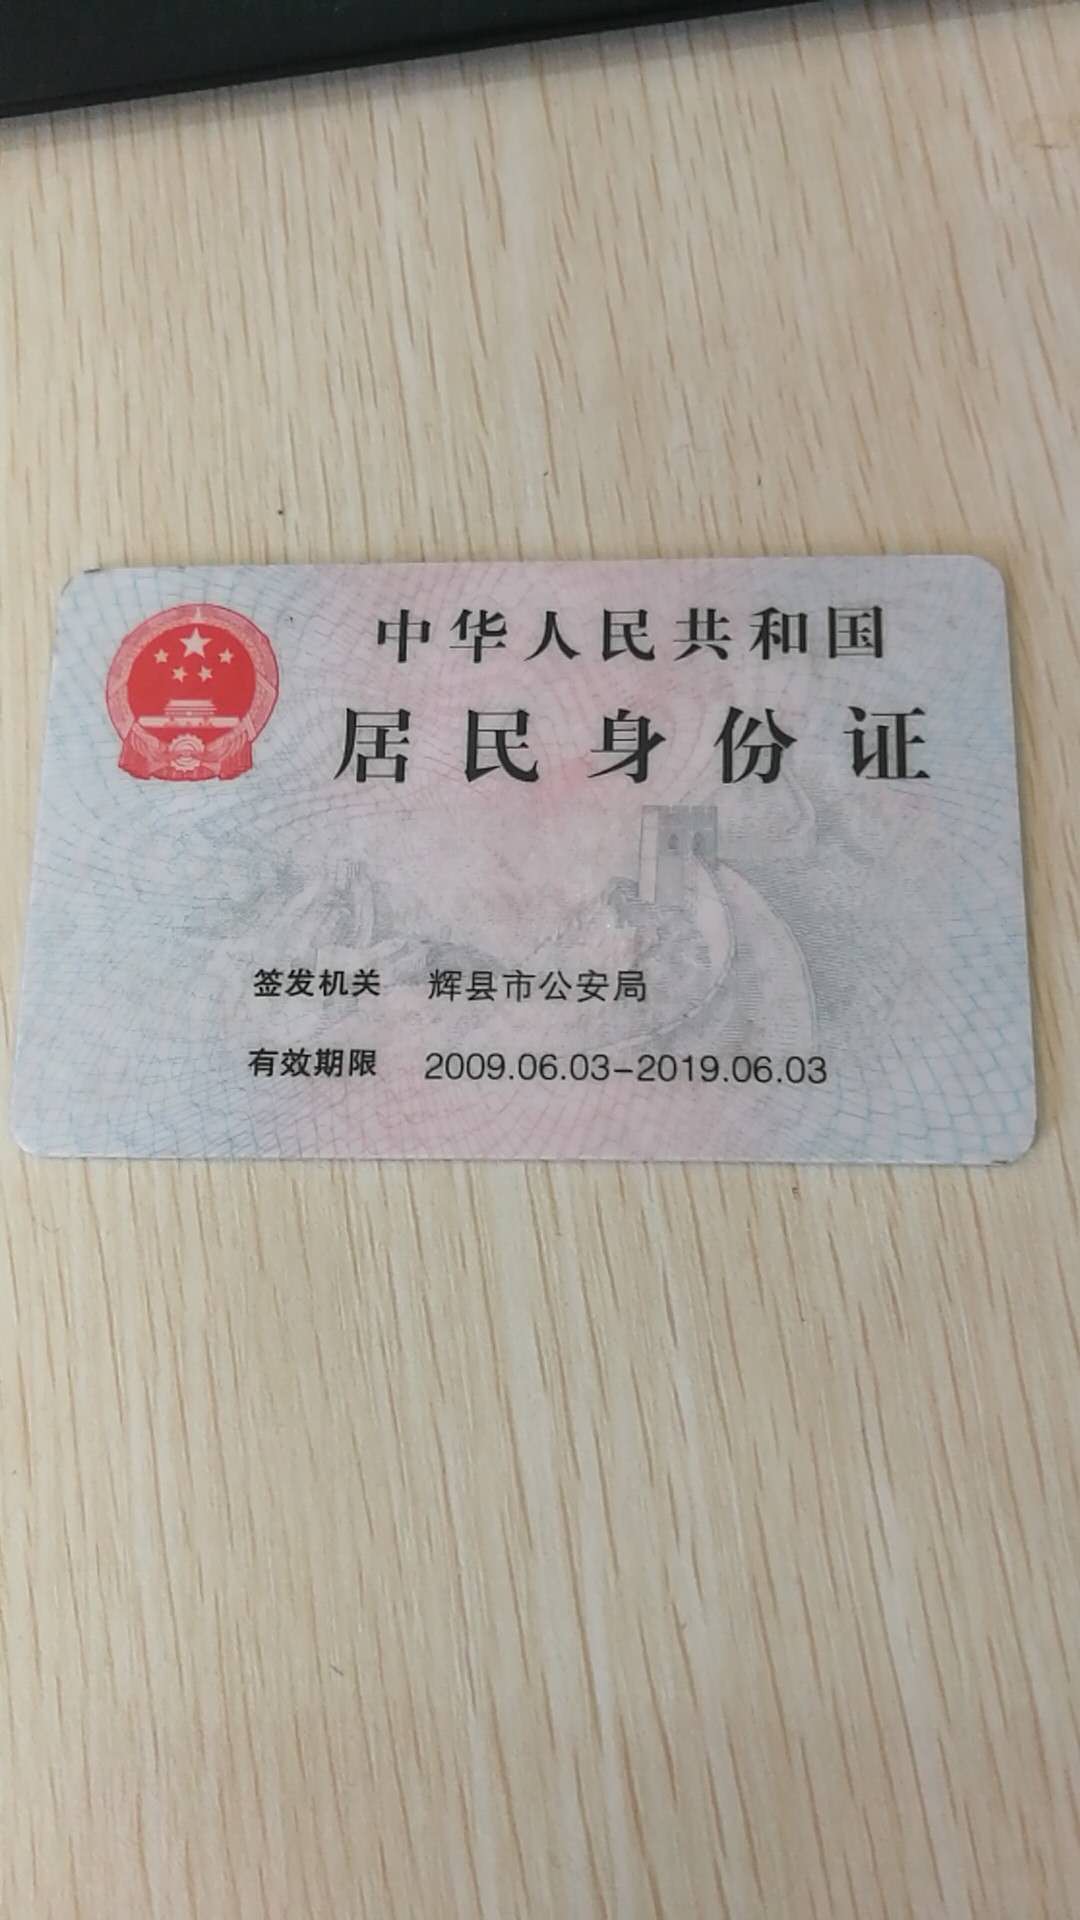 中华人民共和国
居民身份证
签发机关 辉县市公安局
有效期限 2009.06.03-2019.06.03